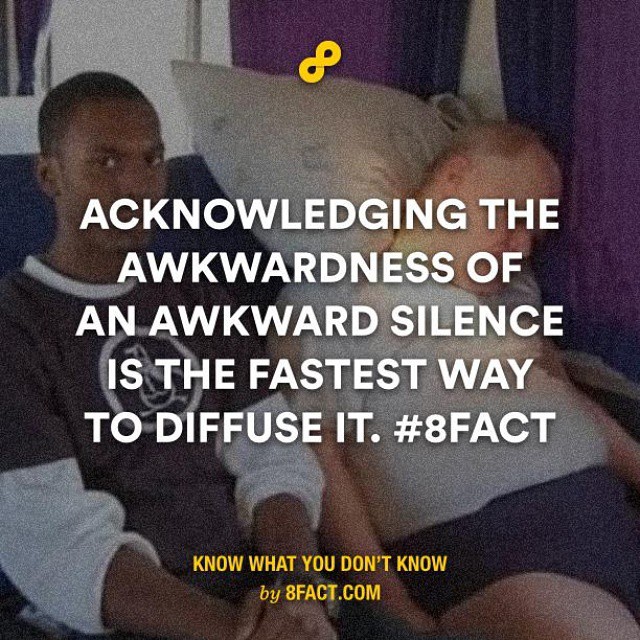 ACKNOWLEDGING THE
AWKWARDNESS OF
AN AWKWARD SILENCE
IS THE FASTEST WAY
TO DIFFUSE IT. #8FACT
KNOW WHAT YOU DON'T KNOW
by 8FACT.COM